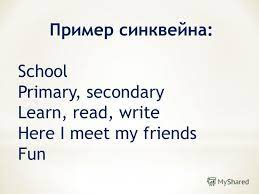 Пример синквейна:
School
Primary, secondary
Learn, read, write
Here I meet my friends
Fun
MyShared